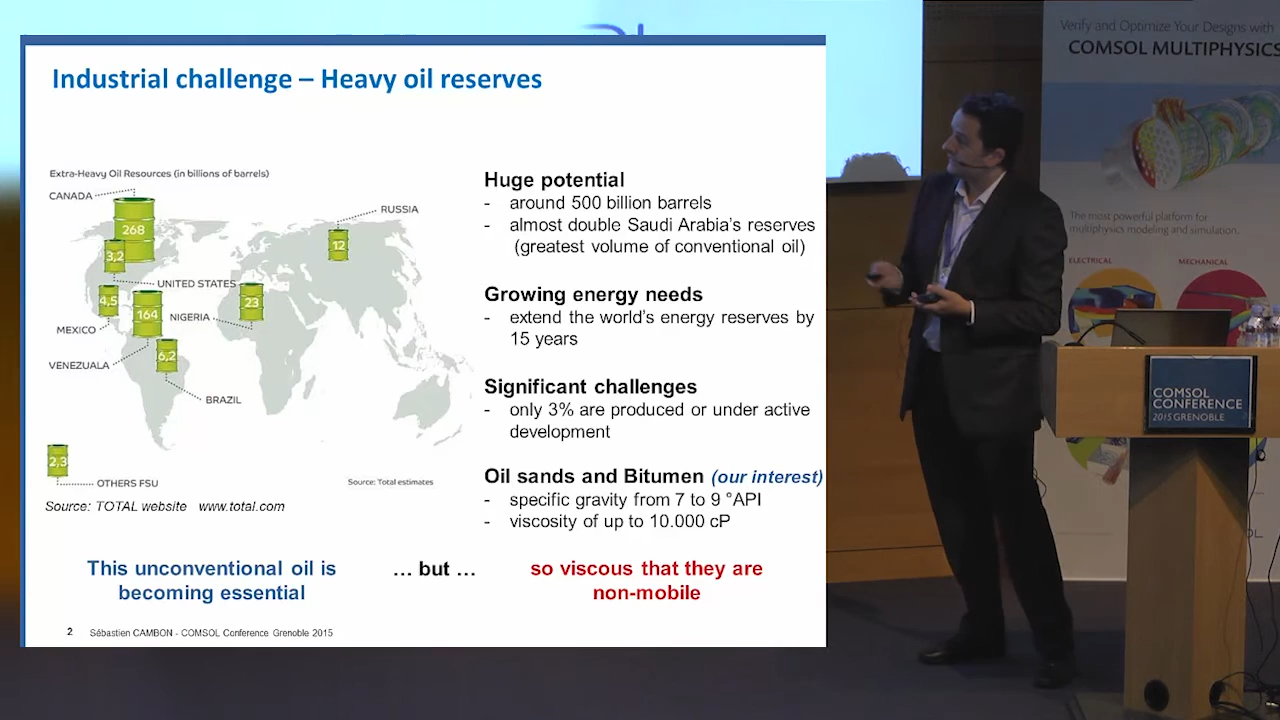 Industrial challenge – Heavy oil reserves
Extra-Heavy Oil Resources (in billions of barrels)
CANADA
268
3,2
RUSSIA
12
UNITED STATES
4,5
164
23
NIGERIA
MEXICO
VENEZUALA
6,2
BRAZIL
2,3
OTHERS FSU
Source: Total estimates
Source: TOTAL website www.total.com
Huge potential
- around 500 billion barrels
- almost double Saudi Arabia's reserves
(greatest volume of conventional oil)
Growing energy needs
- extend the world's energy reserves by
15 years
Significant challenges
- only 3% are produced or under active
development
Oil sands and Bitumen (our interest)
- specific gravity from 7 to 9 °API
- viscosity of up to 10.000 cP
This unconventional oil is
becoming essential
… but …
so viscous that they are
non-mobile
2 Sébastien CAMBON - COMSOL Conference Grenoble 2015
Verify and Optimize Your Designs with
COMSOL MULTIPHYSICS
The most powerful platform for
multiphysics modeling and simulation.
ELECTRICAL
MECHANICAL
COMSOL
CONFERENCE
2015 GRENOBLE